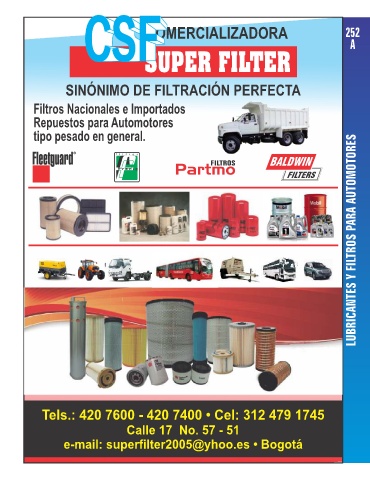 CSF
COMERCIALIZADORA
SUPER FILTER
SINÓNIMO DE FILTRACIÓN PERFECTA
Filtros Nacionales e Importados
Repuestos para Automotores
tipo pesado en general.
Fleetguard
FILTROS
Partmo
BALDWIN
FILTERS
Mobil
Tels.: 420 7600 - 420 7400 • Cel: 312 479 1745
Calle 17 No. 57 - 51
e-mail: superfilter2005@yhoo.es • Bogotá
252
A
LUBRICANTES Y FILTROS PARA AUTOMOTORES